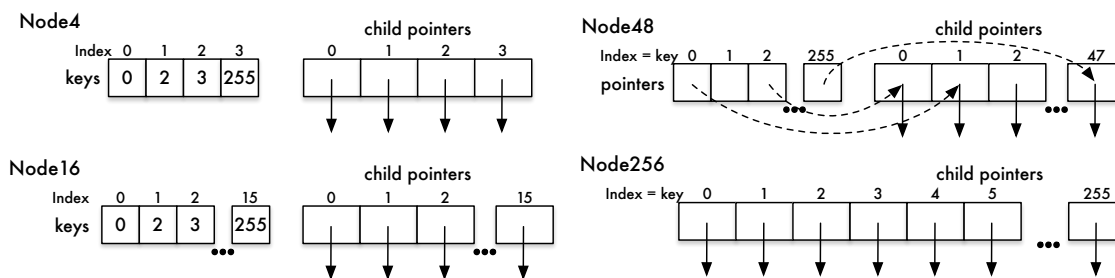 Node4
child pointers
Index 0 1 2 3
0 1 2 3
keys 0 2 3 255
Node48
child pointers
Index = key 0 1 2 255
0 1 2 47
pointers
•••
•••
Node16
child pointers
Index 0 1 2 15
0 1 2 15
keys 0 2 3 255
•••
•••
Node256
child pointers
Index = key 0 1 2 3 4 5 255
•••